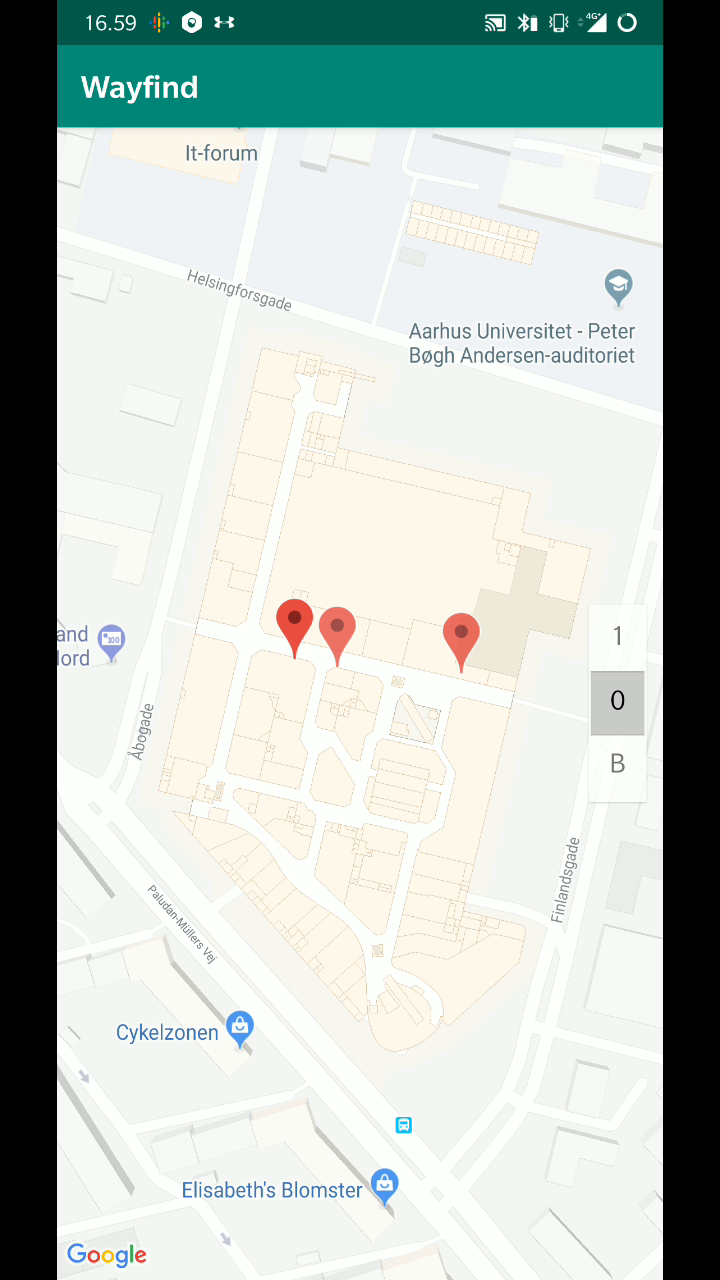 16.59
4G+
Wayfind
It-forum
Helsingforsgade
Aarhus Universitet - Peter
Bøgh Andersen-auditoriet
and
lord
100
1
0
B
Åbogade
Finlandsgade
Paludan-Müllers Vej
Cykelzonen
Elisabeth's Blomster
Google